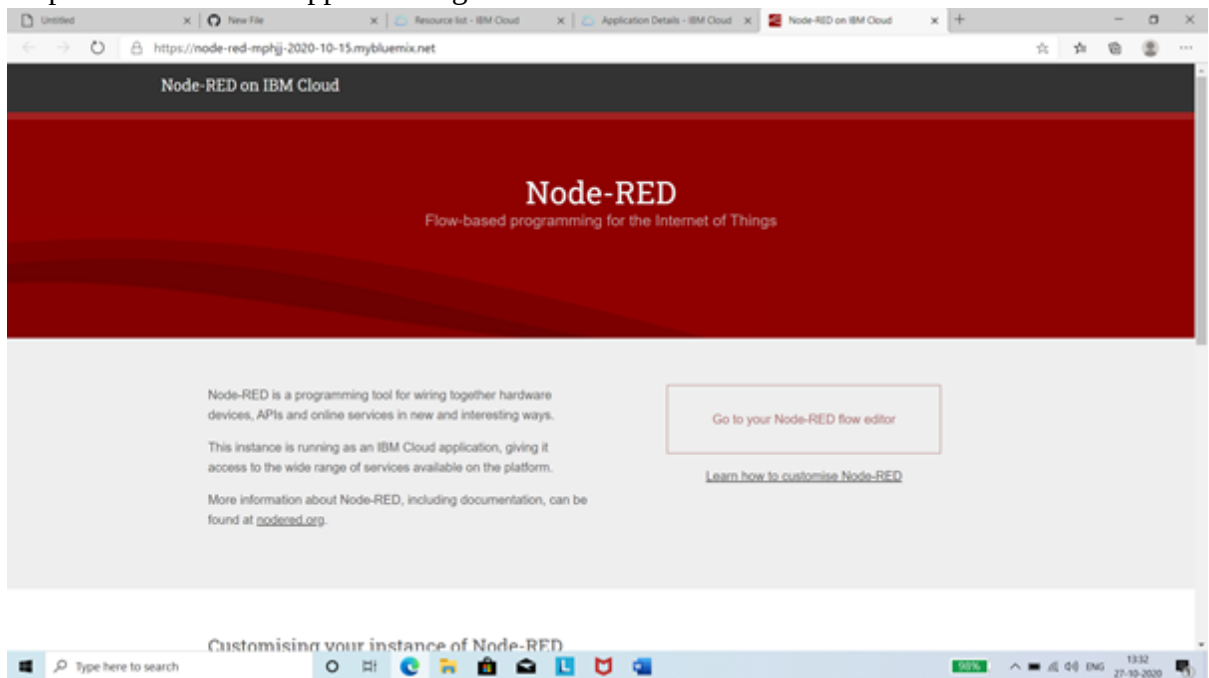 Untitled
New File
Resource list - IBM Cloud
Application Details - IBM Cloud
Node-RED on IBM Cloud
https://node-red-mphjj-2020-10-15.mybluemix.net
Node-RED on IBM Cloud
Node-RED
Flow-based programming for the Internet of Things
Node-RED is a programming tool for wiring together hardware
devices, APIs and online services in new and interesting ways.
This instance is running as an IBM Cloud application, giving it
access to the wide range of services available on the platform.
More information about Node-RED, including documentation, can be
found at nodered.org.
Go to your Node-RED flow editor
Learn how to customise Node-RED
Customising your instance of Node-RED
Type here to search
98%
ENG
13:32
27-10-2020